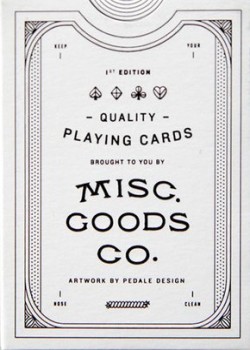 KEEP YOUR
1ST EDITION
- QUALITY -
PLAYING CARDS
BROUGHT TO YOU BY
MISC.
GOODS
CO.
ARTWORK BY PEDALE DESIGN
NOSE CLEAN